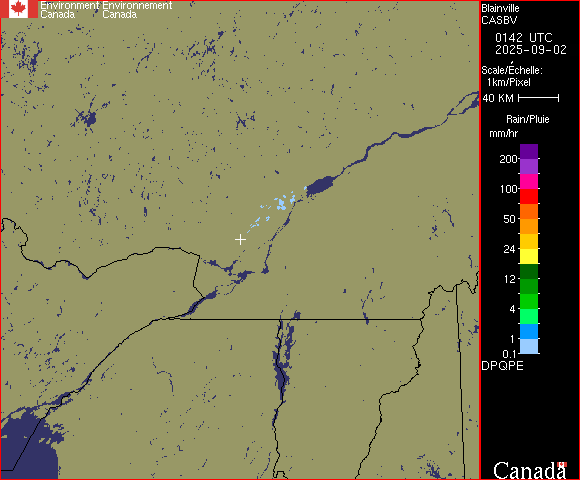 Environment Environnement
Canada Canada
Blainville
CASBV
0142 UTC
2025-09-02
Scale/Échelle:
1km/Pixel
40 KM
Rain/Pluie
mm/hr
200
100
50
24
12
4
1
0.1
DPQPE
Canada